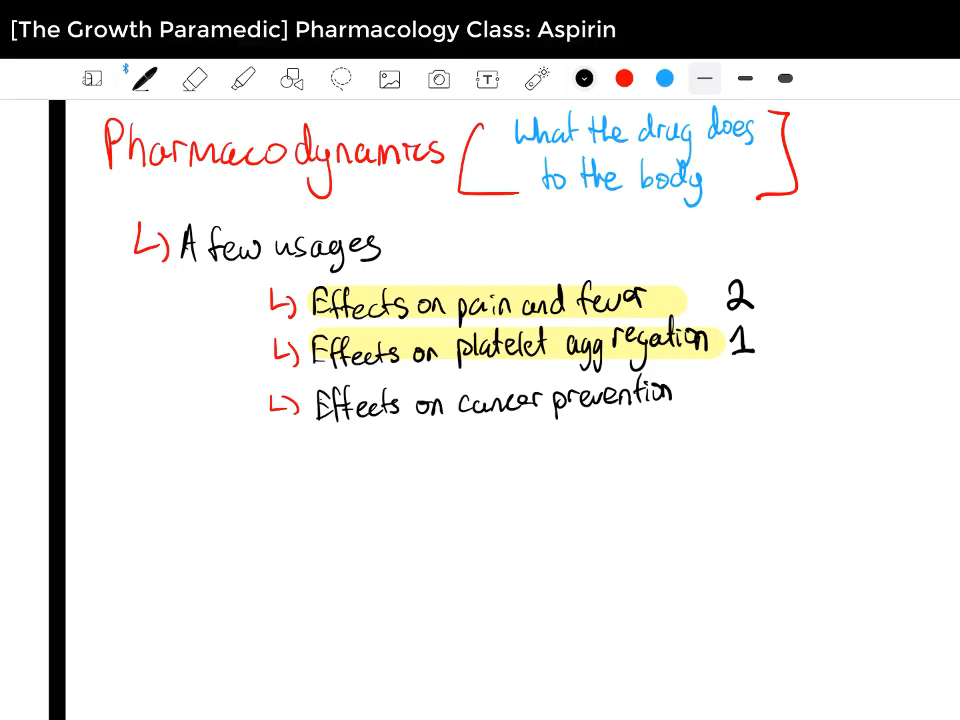 [The Growth Paramedic] Pharmacology Class: Aspirin
Pharmacodynamics [ What the drug does
to the body ]
↳ A few usages
↳ Effects on pain and fever 2
↳ Effects on platelet aggregation 1
↳ Effects on cancer prevention